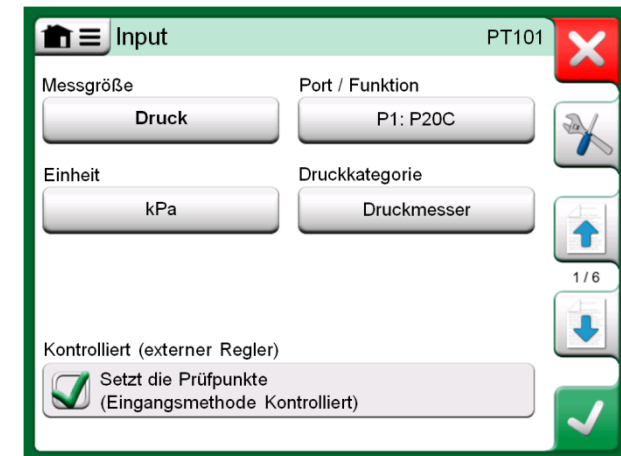 Input PT101
Messgröße Port / Funktion
Druck P1: P20C
Einheit Druckkategorie
kPa Druckmesser
1 / 6
Kontrolliert (externer Regler)
Setzt die Prüfpunkte
(Eingangsmethode Kontrolliert)